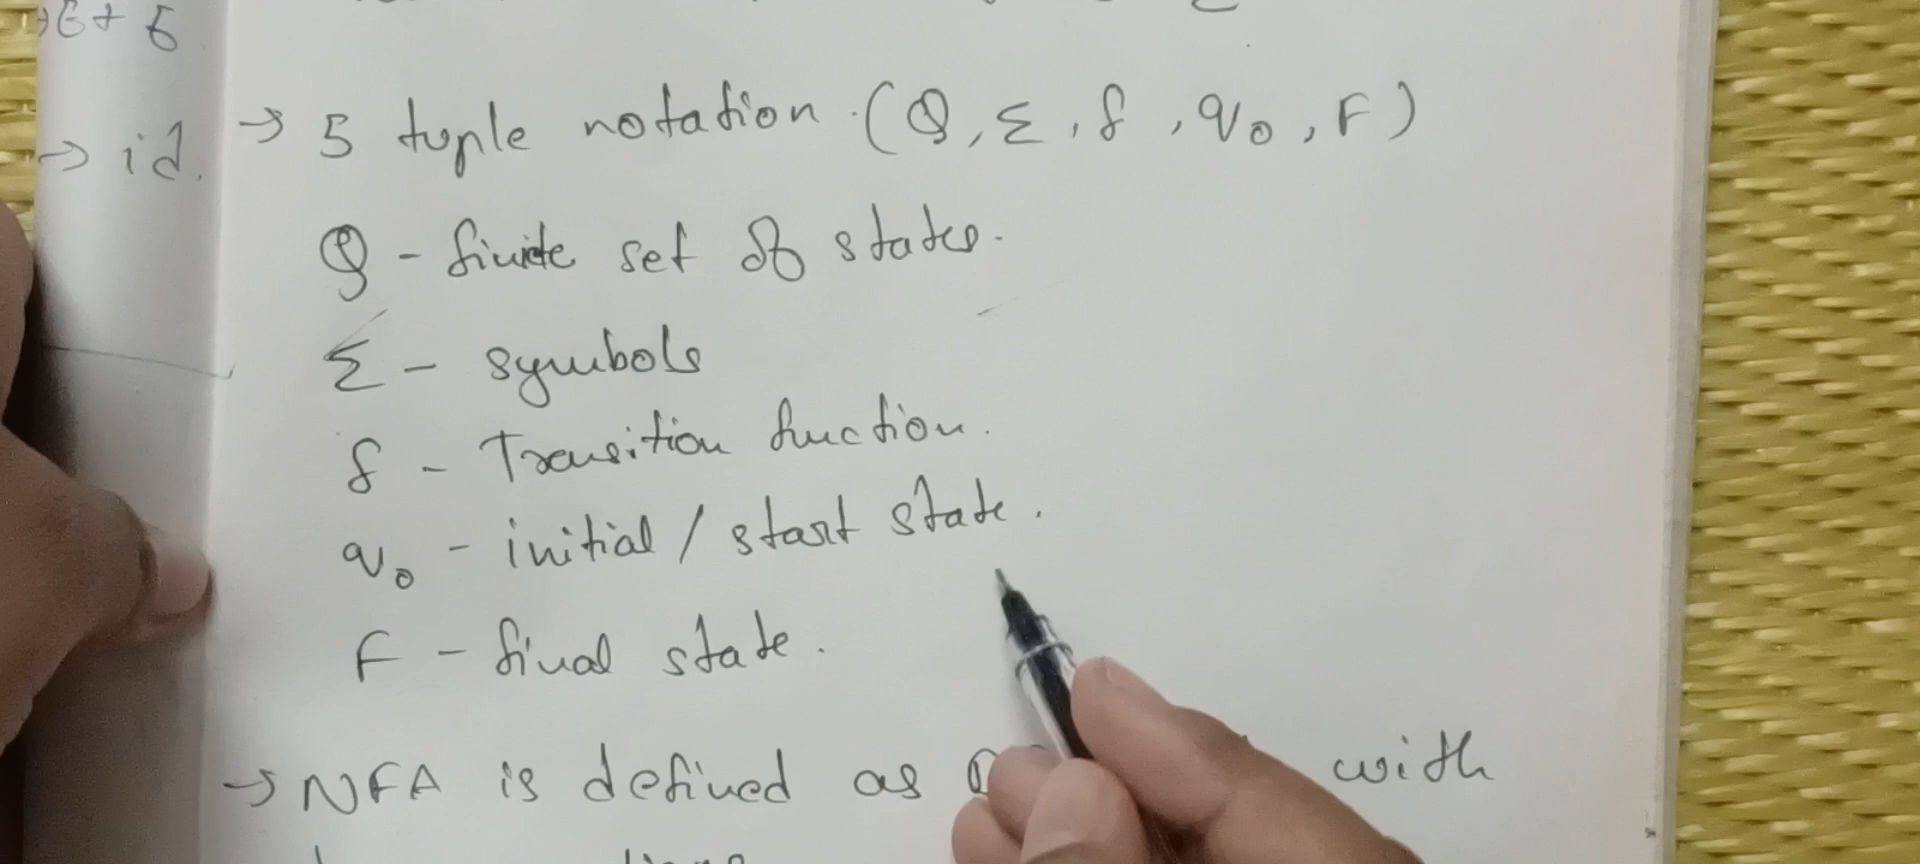 → id.
→ 5 tuple notation (Q, Σ, δ, q0, F)
Q - finite set of states.
Σ - symbols
δ - Transition function.
q0 - initial / start state.
F - final state.
→ NFA is defined as with